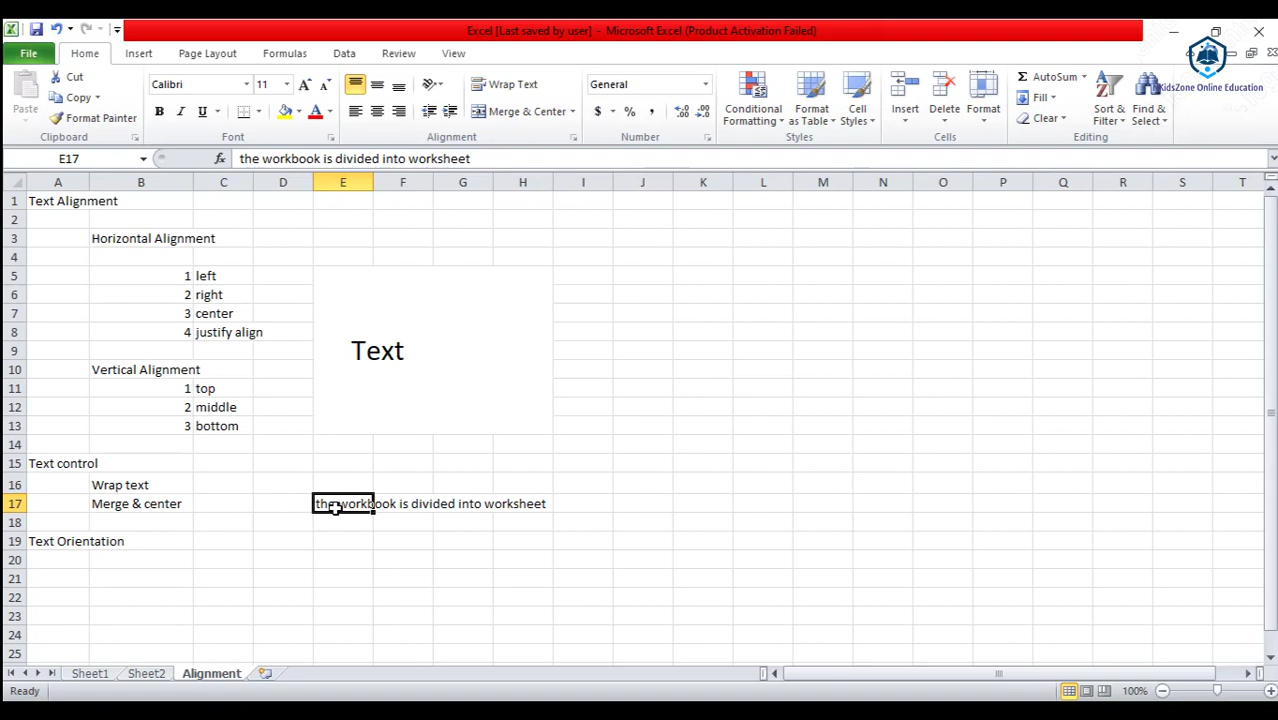 Excel [Last saved by user] - Microsoft Excel (Product Activation Failed)
File Home Insert Page Layout Formulas Data Review View
KidsZone Online Education
Paste
Cut
Copy
Format Painter
Clipboard
Calibri 11
B I U
Font
Wrap Text
Merge & Center
Alignment
General
$ % ,
Number
Conditional Formatting
Format as Table
Cell Styles
Styles
Insert
Delete
Format
Cells
Σ AutoSum
Fill
Clear
Sort & Filter
Find & Select
Editing
E17 fx the workbook is divided into worksheet
A B C D E F G H I J K L M N O P Q R S T
1 Text Alignment
2
3 Horizontal Alignment
4
5 1 left
6 2 right
7 3 center
8 4 justify align
Text
9
10 Vertical Alignment
11 1 top
12 2 middle
13 3 bottom
14
15 Text control
16 Wrap text
17 Merge & center the workbook is divided into worksheet
18
19 Text Orientation
20
21
22
23
24
25
Sheet1 Sheet2 Alignment
Ready 100%